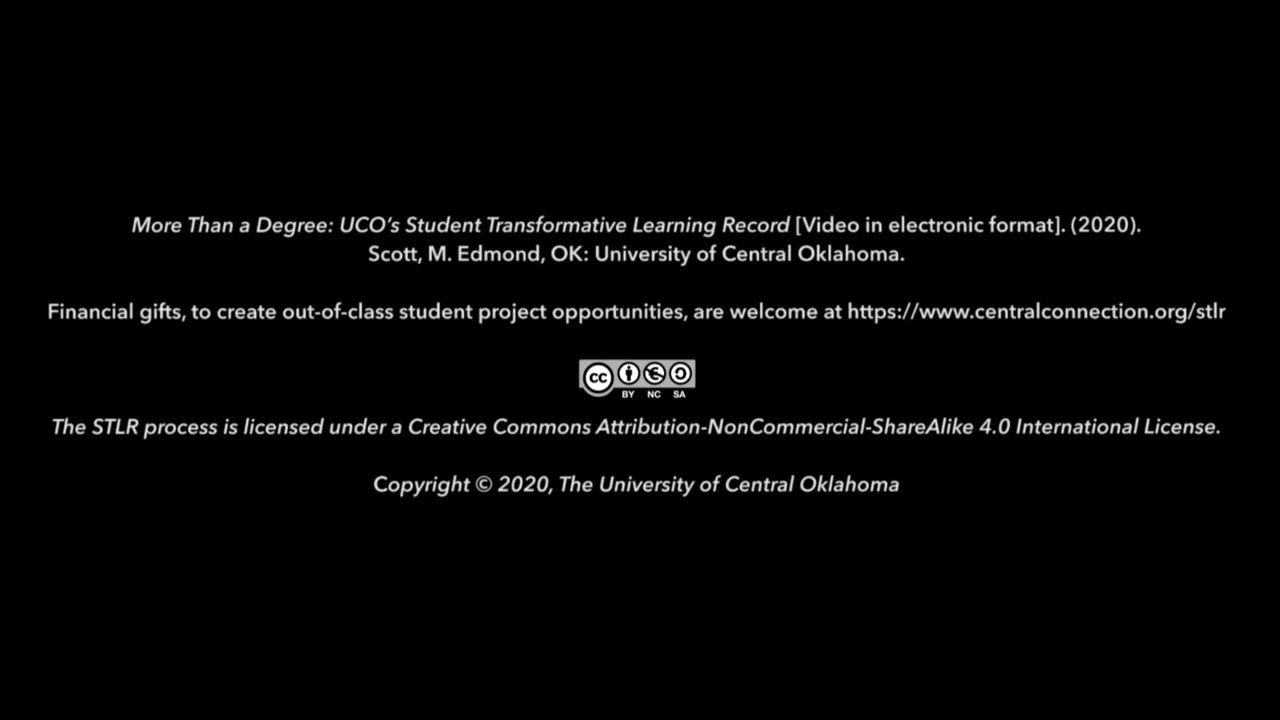 More Than a Degree: UCO’s Student Transformative Learning Record [Video in electronic format]. (2020).
Scott, M. Edmond, OK: University of Central Oklahoma.
Financial gifts, to create out-of-class student project opportunities, are welcome at https://www.centralconnection.org/stlr
cc
BY NC SA
The STLR process is licensed under a Creative Commons Attribution-NonCommercial-ShareAlike 4.0 International License.
Copyright © 2020, The University of Central Oklahoma